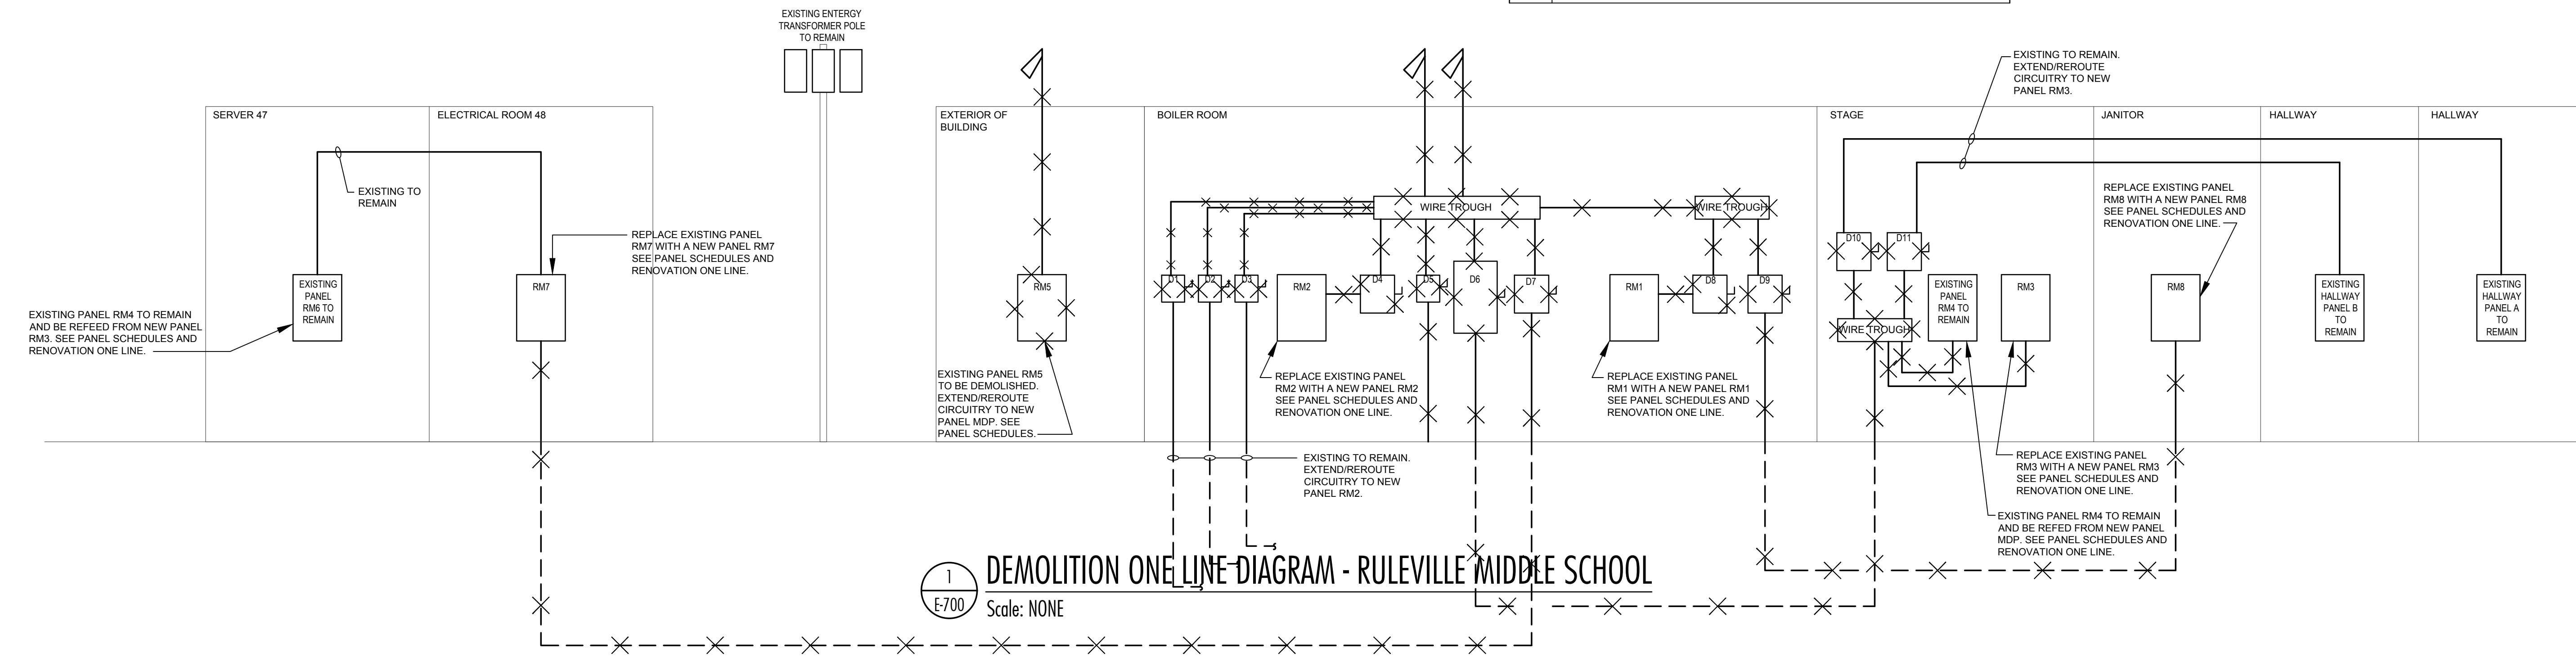 EXISTING ENTERGY
TRANSFORMER POLE
TO REMAIN
EXISTING TO REMAIN.
EXTEND/REROUTE
CIRCUITRY TO NEW
PANEL RM3.
SERVER 47
ELECTRICAL ROOM 48
EXTERIOR OF
BUILDING
BOILER ROOM
STAGE
JANITOR
HALLWAY
HALLWAY
EXISTING TO
REMAIN
REPLACE EXISTING PANEL
RM7 WITH A NEW PANEL RM7
SEE PANEL SCHEDULES AND
RENOVATION ONE LINE.
WIRE TROUGH
WIRE TROUGH
REPLACE EXISTING PANEL
RM8 WITH A NEW PANEL RM8
SEE PANEL SCHEDULES AND
RENOVATION ONE LINE.
D10
D11
EXISTING
PANEL
RM6 TO
REMAIN
RM7
RM5
D1
D2
D3
RM2
D4
D5
D6
D7
RM1
D8
D9
EXISTING
PANEL
RM4 TO
REMAIN
RM3
RM8
EXISTING
HALLWAY
PANEL B
TO
REMAIN
EXISTING
HALLWAY
PANEL A
TO
REMAIN
WIRE TROUGH
EXISTING PANEL RM4 TO REMAIN
AND BE REFEED FROM NEW PANEL
RM3. SEE PANEL SCHEDULES AND
RENOVATION ONE LINE.
EXISTING PANEL RM5
TO BE DEMOLISHED.
EXTEND/REROUTE
CIRCUITRY TO NEW
PANEL MDP. SEE
PANEL SCHEDULES.
REPLACE EXISTING PANEL
RM2 WITH A NEW PANEL RM2
SEE PANEL SCHEDULES AND
RENOVATION ONE LINE.
REPLACE EXISTING PANEL
RM1 WITH A NEW PANEL RM1
SEE PANEL SCHEDULES AND
RENOVATION ONE LINE.
EXISTING TO REMAIN.
EXTEND/REROUTE
CIRCUITRY TO NEW
PANEL RM2.
REPLACE EXISTING PANEL
RM3 WITH A NEW PANEL RM3
SEE PANEL SCHEDULES AND
RENOVATION ONE LINE.
EXISTING PANEL RM4 TO REMAIN
AND BE REFED FROM NEW PANEL
MDP. SEE PANEL SCHEDULES AND
RENOVATION ONE LINE.
1
E-700
DEMOLITION ONE LINE DIAGRAM - RULEVILLE MIDDLE SCHOOL
Scale: NONE